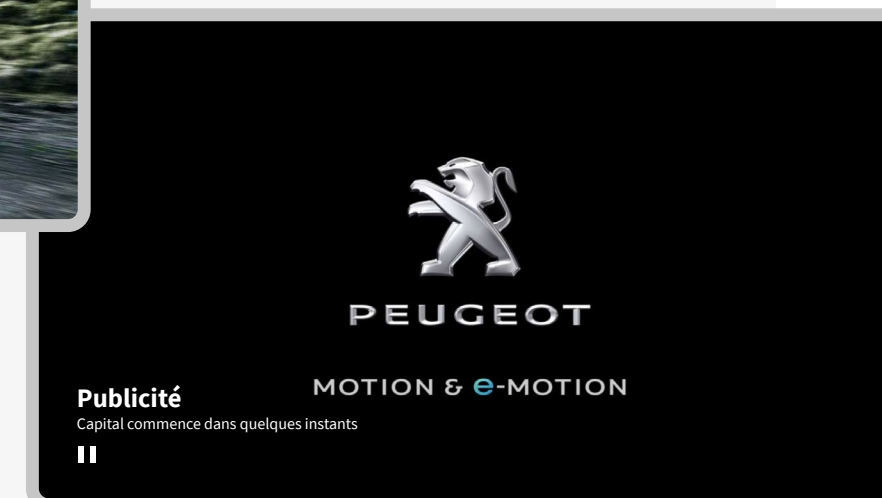 PEUGEOT
MOTION & e-MOTION
Publicité
Capital commence dans quelques instants